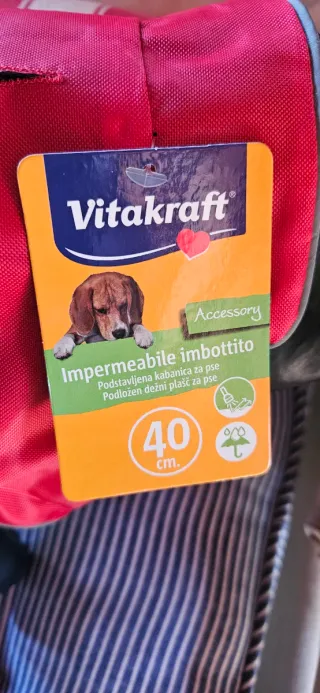 Vitakraft®
Accessory
Impermeabile imbottito
Podstavljena kabanica za pse
Podložen dežni plašč za pse
40
cm.